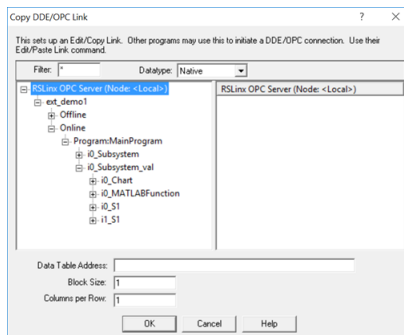 Copy DDE/OPC Link
This sets up an Edit/Copy Link. Other programs may use this to initiate a DDE/OPC connection. Use their
Edit/Paste Link command.
Filter: * Datatype: Native
RSLinx OPC Server (Node: <Local>) RSLinx OPC Server (Node: <Local>)
ext_demo1
Offline
Online
Program:MainProgram
i0_Subsystem
i0_Subsystem_val
i0_Chart
i0_MATLABFunction
i0_S1
i1_S1
Data Table Address:
Block Size: 1
Columns per Row: 1
OK Cancel Help